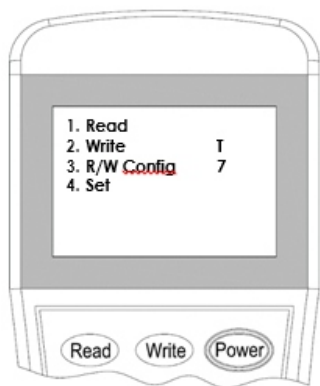 1. Read
2. Write T
3. R/W Config 7
4. Set
Read Write Power